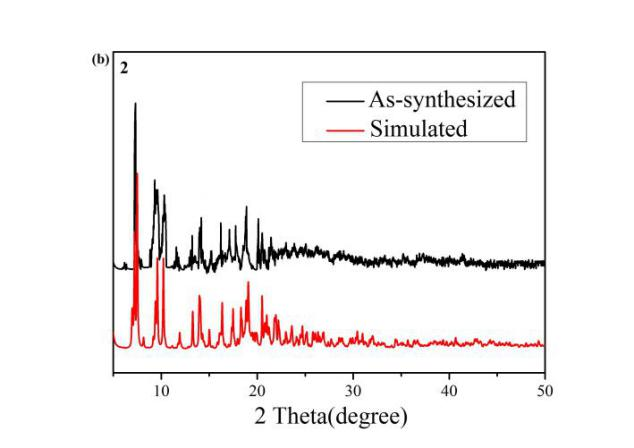 (b)
2
As-synthesized
Simulated
10 20 30 40 50
2 Theta(degree)